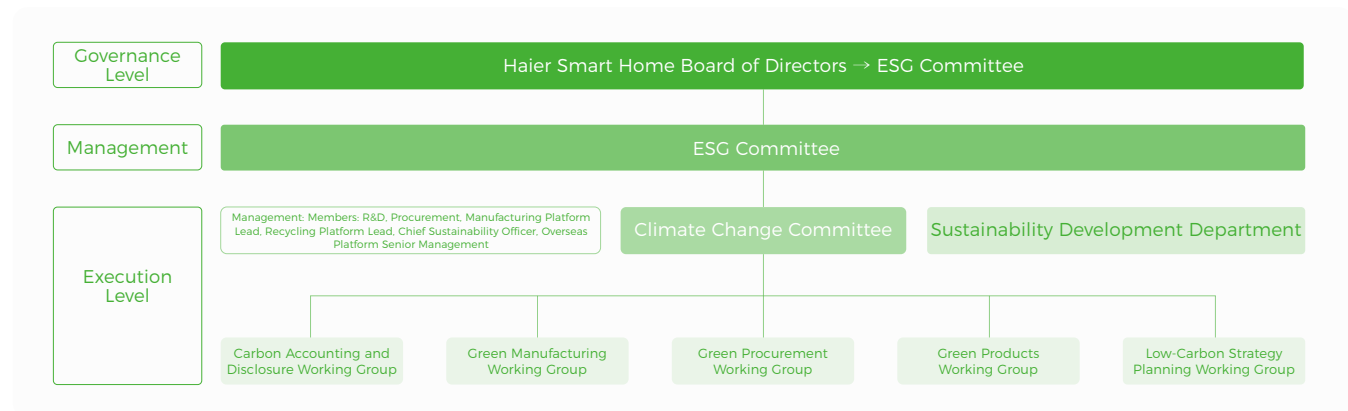 Governance
Level
Haier Smart Home Board of Directors → ESG Committee
Management
ESG Committee
Execution
Level
Management: Members: R&D, Procurement, Manufacturing Platform
Lead, Recycling Platform Lead, Chief Sustainability Officer, Overseas
Platform Senior Management
Climate Change Committee
Sustainability Development Department
Carbon Accounting and
Disclosure Working Group
Green Manufacturing
Working Group
Green Procurement
Working Group
Green Products
Working Group
Low-Carbon Strategy
Planning Working Group